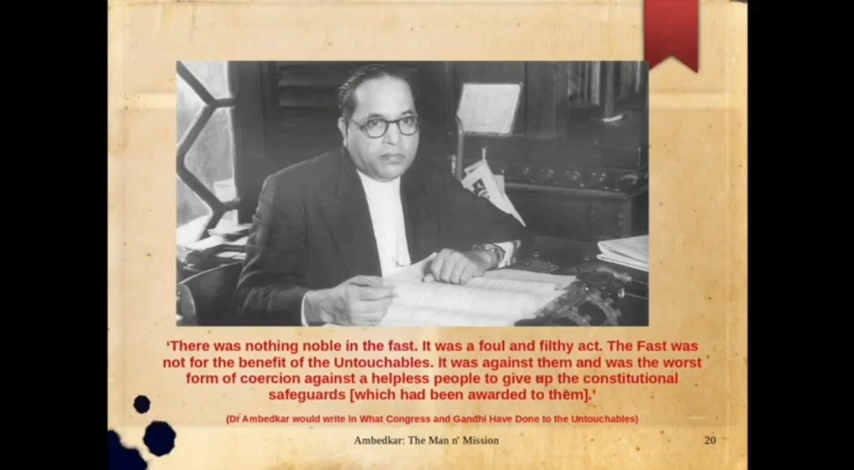 ‘There was nothing noble in the fast. It was a foul and filthy act. The Fast was
not for the benefit of the Untouchables. It was against them and was the worst
form of coercion against a helpless people to give up the constitutional
safeguards [which had been awarded to them].’
(Dr Ambedkar would write in What Congress and Gandhi Have Done to the Untouchables)
Ambedkar: The Man n' Mission
20